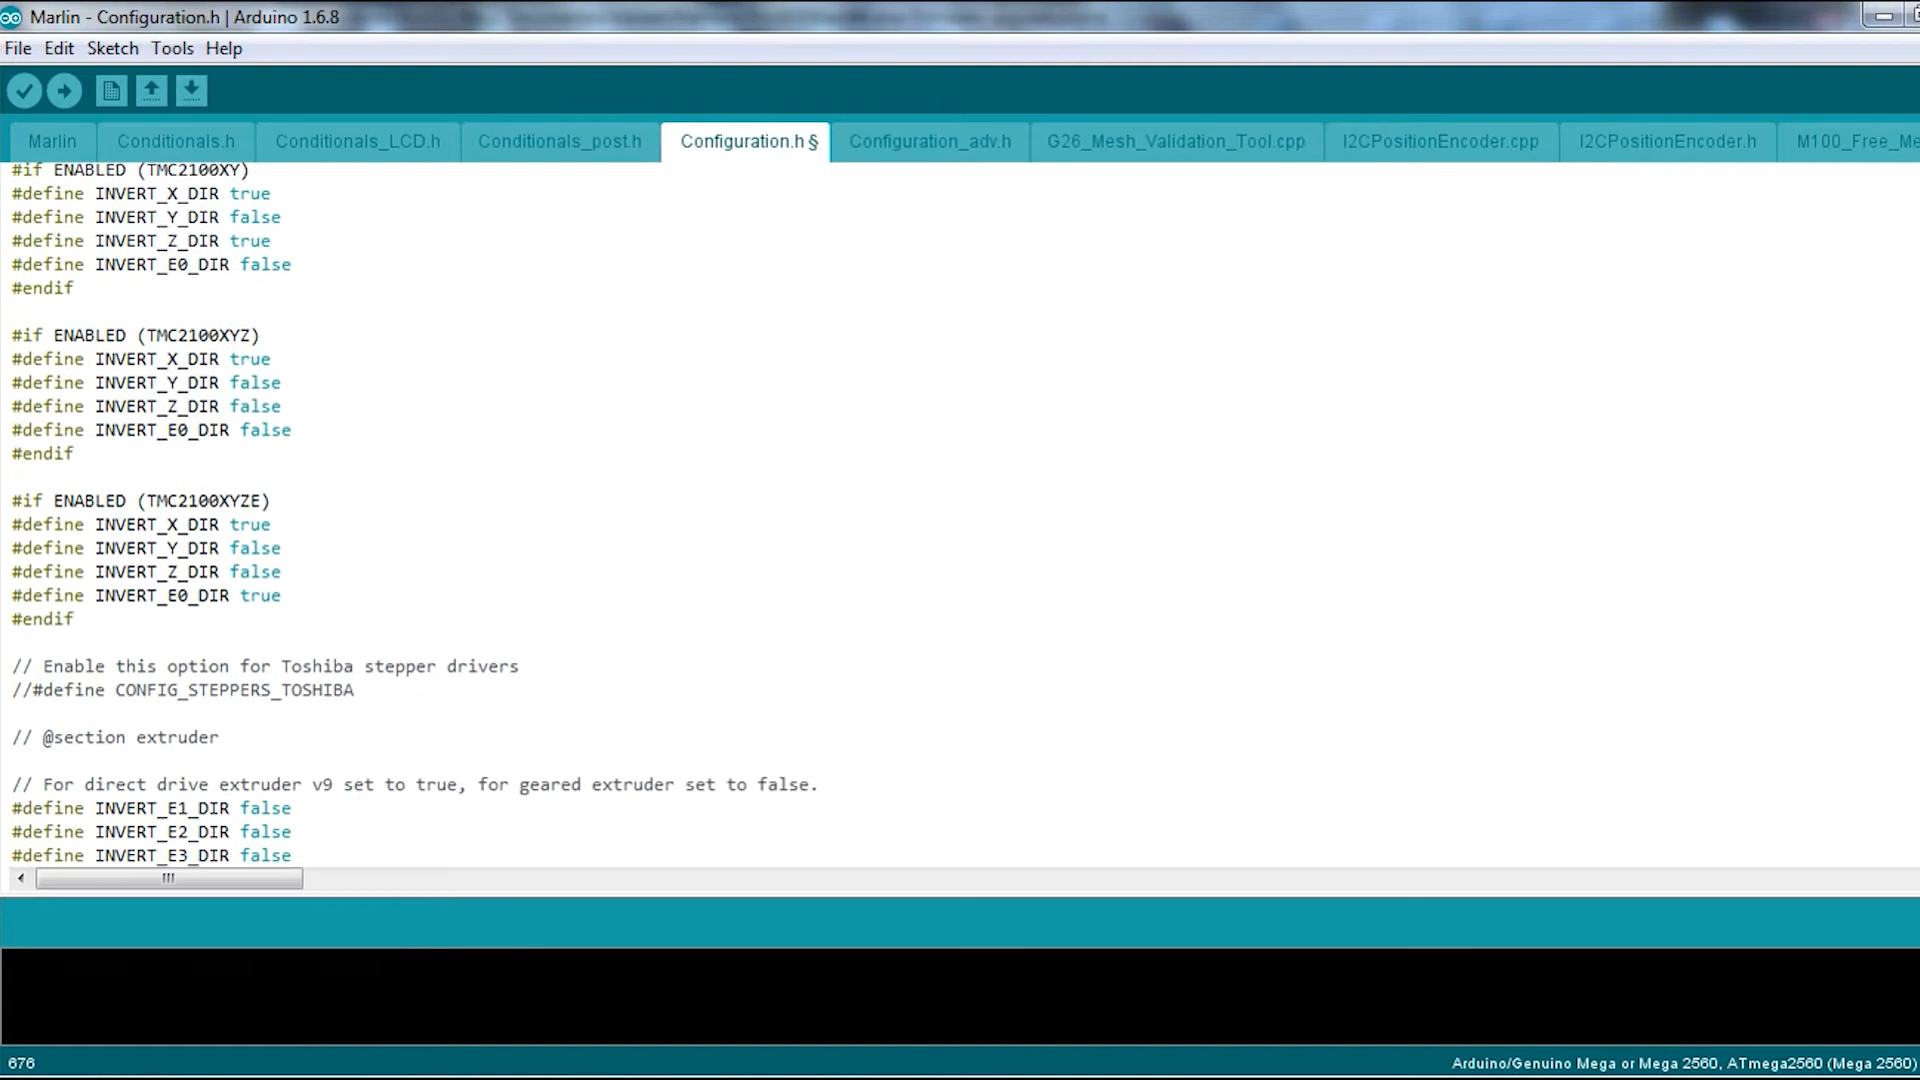 Marlin - Configuration.h | Arduino 1.6.8
File Edit Sketch Tools Help
Marlin Conditionals.h Conditionals_LCD.h Conditionals_post.h Configuration.h § Configuration_adv.h G26_Mesh_Validation_Tool.cpp I2CPositionEncoder.cpp I2CPositionEncoder.h M100_Free_Me
#if ENABLED (TMC2100XY)
#define INVERT_X_DIR true
#define INVERT_Y_DIR false
#define INVERT_Z_DIR true
#define INVERT_E0_DIR false
#endif
#if ENABLED (TMC2100XYZ)
#define INVERT_X_DIR true
#define INVERT_Y_DIR false
#define INVERT_Z_DIR false
#define INVERT_E0_DIR false
#endif
#if ENABLED (TMC2100XYZE)
#define INVERT_X_DIR true
#define INVERT_Y_DIR false
#define INVERT_Z_DIR false
#define INVERT_E0_DIR true
#endif
// Enable this option for Toshiba stepper drivers
//#define CONFIG_STEPPERS_TOSHIBA
// @section extruder
// For direct drive extruder v9 set to true, for geared extruder set to false.
#define INVERT_E1_DIR false
#define INVERT_E2_DIR false
#define INVERT_E3_DIR false
676
Arduino/Genuino Mega or Mega 2560, ATmega2560 (Mega 2560)